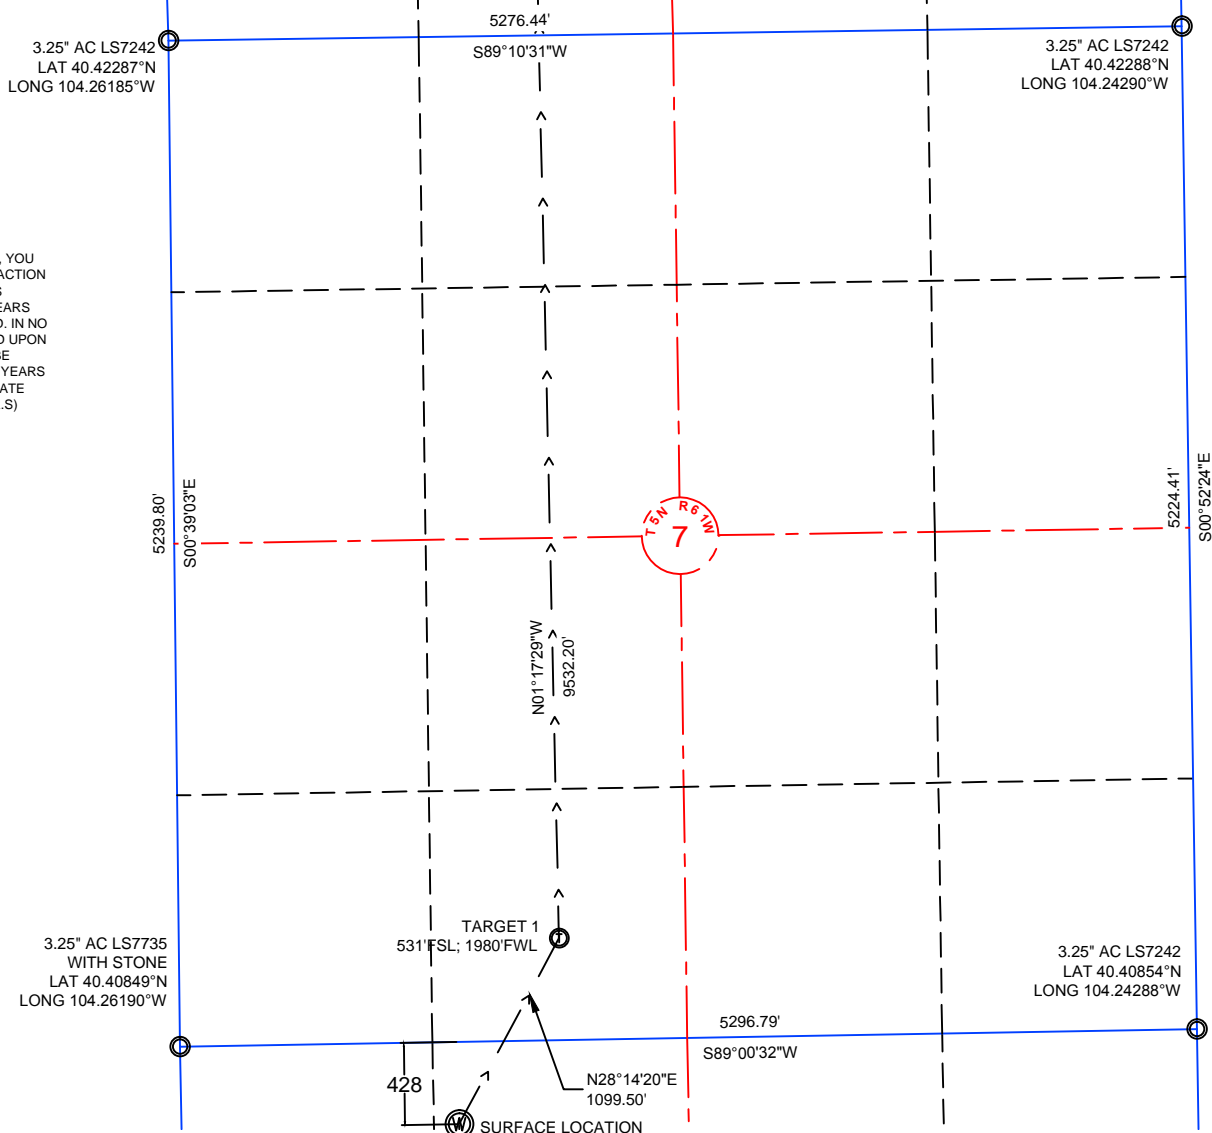 5276.44'
S89°10'31"W
3.25" AC LS7242
LAT 40.42287°N
LONG 104.26185°W
3.25" AC LS7242
LAT 40.42288°N
LONG 104.24290°W
, YOU
ACTION
S
EARS
D. IN NO
D UPON
BE
YEARS
ATE
.S)
5239.80'
S00°39'03"E
T 5N R61W
7
5224.41'
S00°52'24"E
N01°17'29"W
9532.20'
TARGET 1
531'FSL; 1980'FWL
T
3.25" AC LS7735
WITH STONE
LAT 40.40849°N
LONG 104.26190°W
3.25" AC LS7242
LAT 40.40854°N
LONG 104.24288°W
5296.79'
S89°00'32"W
428
N28°14'20"E
1099.50'
W
SURFACE LOCATION